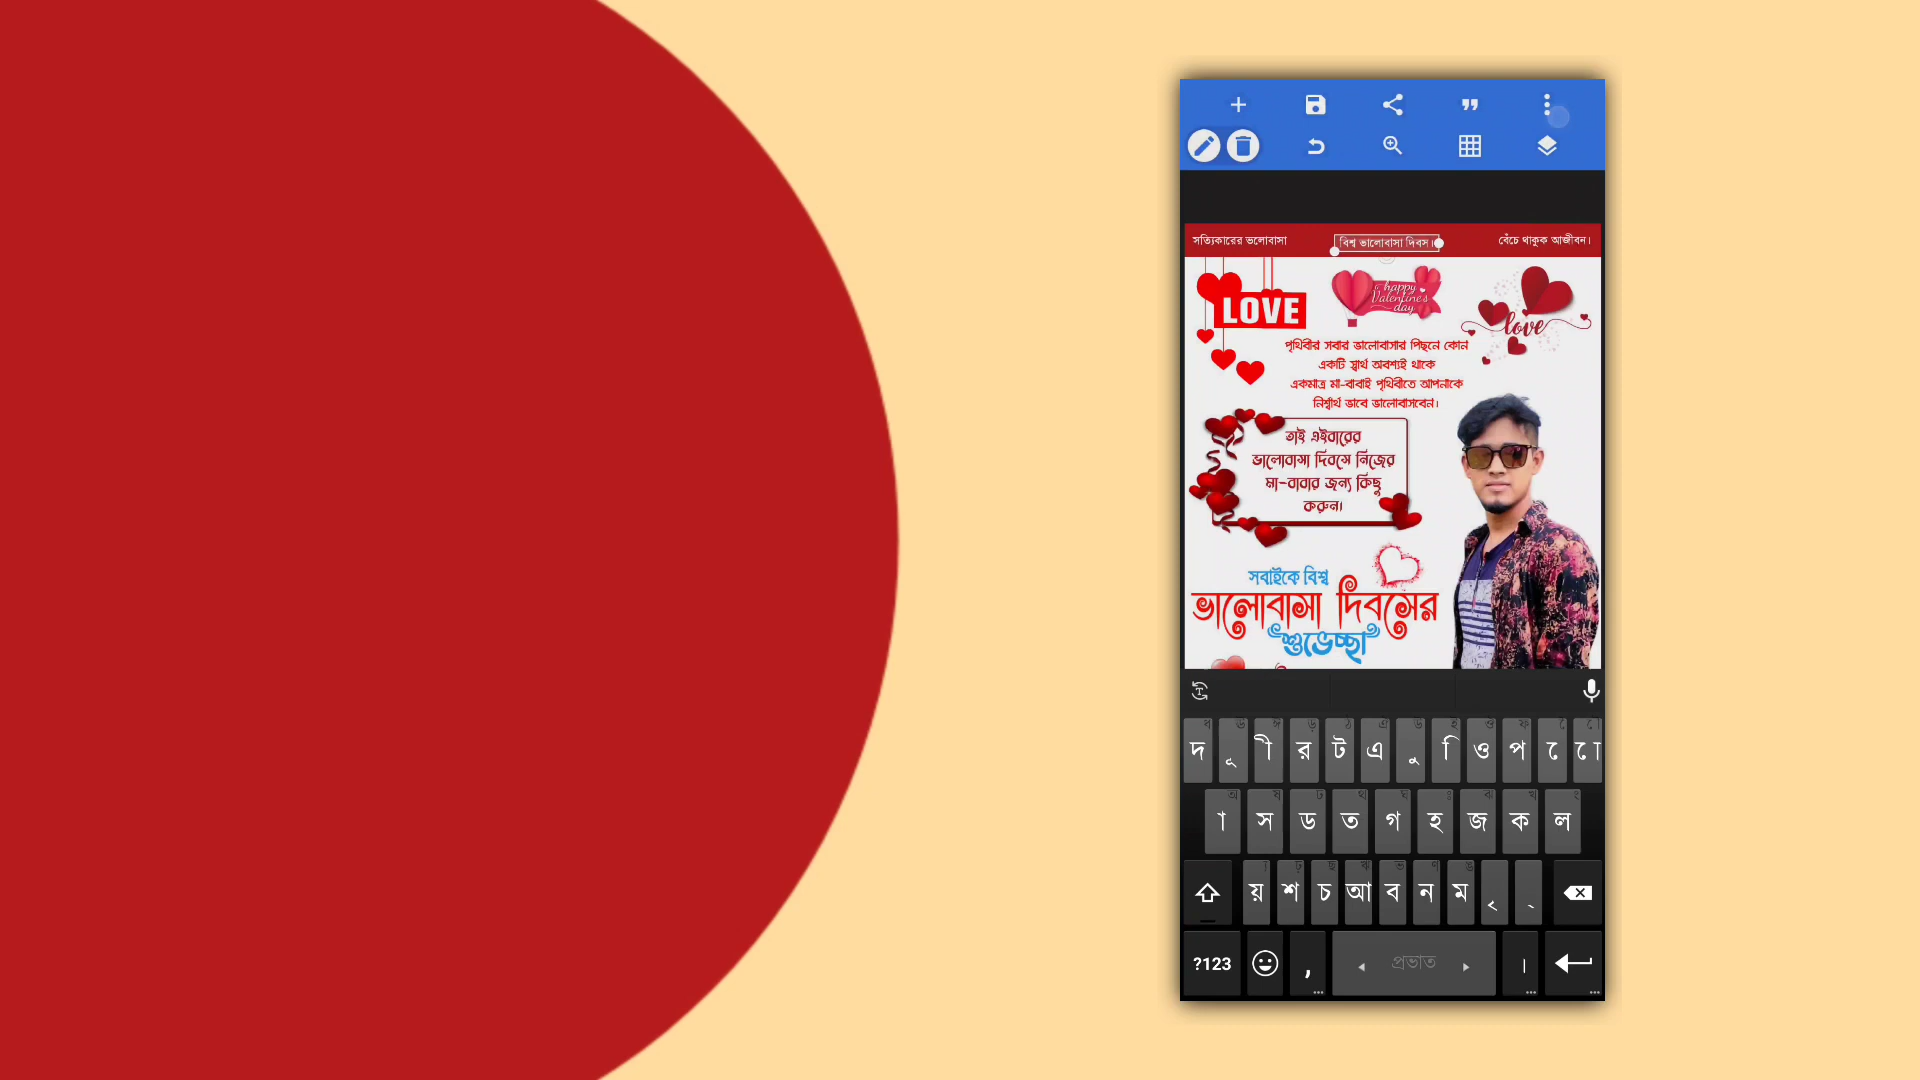 সত্যিকারের ভলোবাসা
বিশ্ব ভালোবাসা দিবস।
বেঁচে থাকুক আজীবন।
LOVE
happy
Valentine's
day
love
পৃথিবীর সবার ভালোবাসার পিছনে কোন
একটি স্বার্থ অবশ্যই থাকে
একমাত্র মা-বাবাই পৃথিবীতে আপনাকে
নিশ্বার্থ ভাবে ভালোবাসবেন।
তাই এইবারের
ভালোবাসা দিবসে নিজের
মা-বাবার জন্য কিছু
করুন।
সবাইকে বিশ্ব
ভালোবাসা দিবসের
শুভেচ্ছা
দ ূ ী র ট এ ু ি ও প ে ো
া স ড ত গ হ জ ক ল
য় শ চ আ ব ন ম ৃ ্
?123 , প্রভাত ।